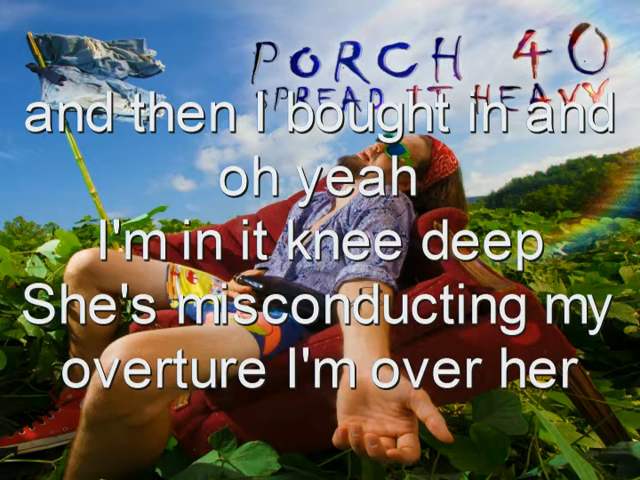 PORCH 40
SPREAD IT HEAVY
and then I bought in and
oh yeah
I'm in it knee deep
She's misconducting my
overture I'm over her